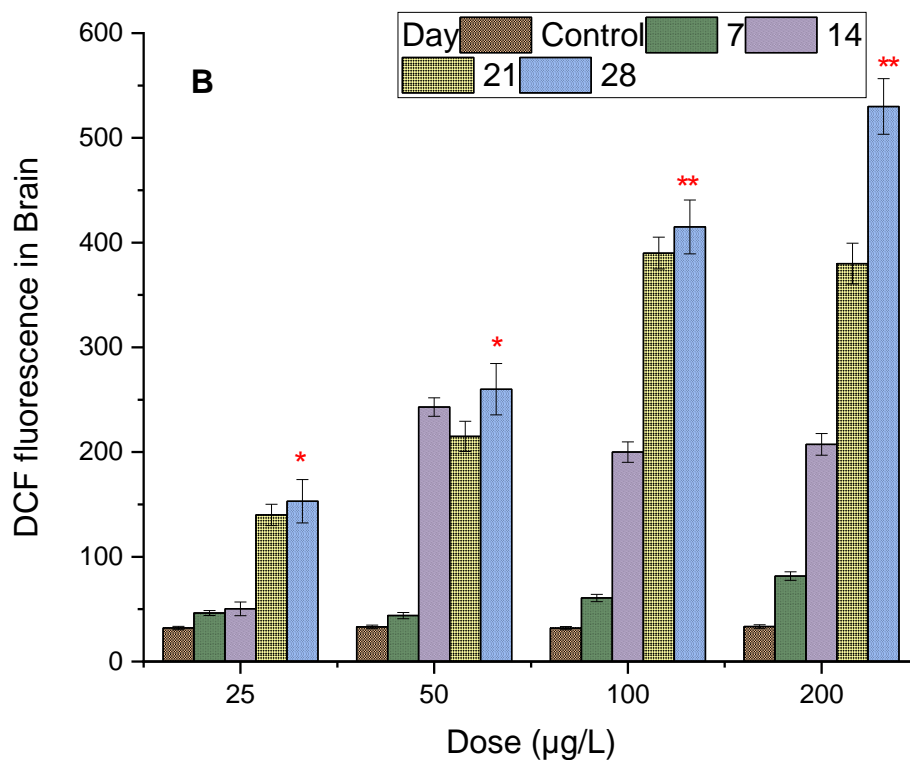 600
500
400
300
200
100
0
DCF fluorescence in Brain
B
Day Control 7 14
21 28
*
*
**
**
25 50 100 200
Dose (µg/L)